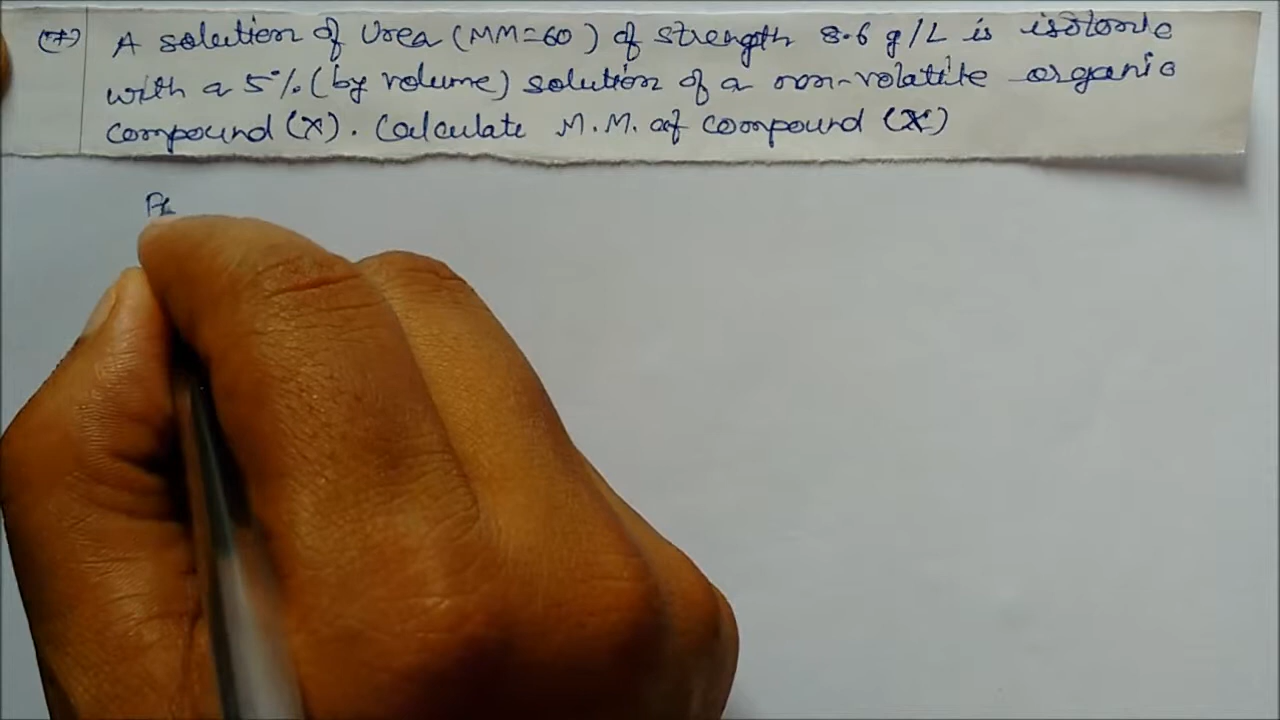 (7) A solution of Urea (MM=60) of strength 8.6 g/L is isotonic
with a 5% (by volume) solution of a non-volatile organic
compound (X). Calculate M.M. of compound (X)